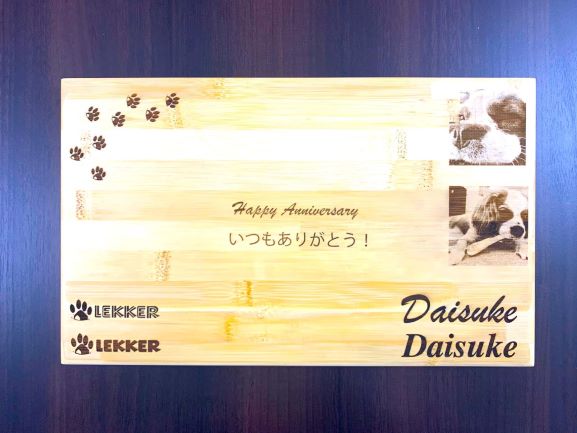 Happy Anniversary
いつもありがとう！
LEKKER
LEKKER
Daisuke
Daisuke